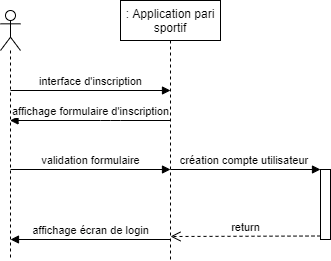 : Application pari
sportif
interface d'inscription
affichage formulaire d'inscription
validation formulaire
création compte utilisateur
return
affichage écran de login